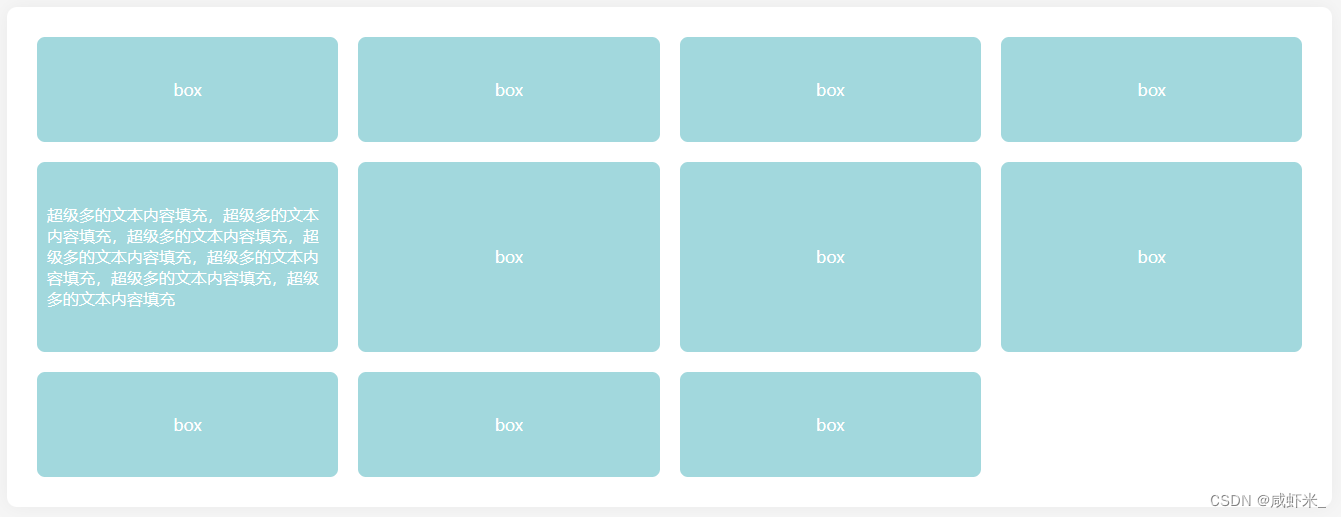 box
box
box
box
超级多的文本内容填充，超级多的文本
内容填充，超级多的文本内容填充，超
级多的文本内容填充，超级多的文本内
容填充，超级多的文本内容填充，超级
多的文本内容填充
box
box
box
box
box
box
CSDN @咸虾米_